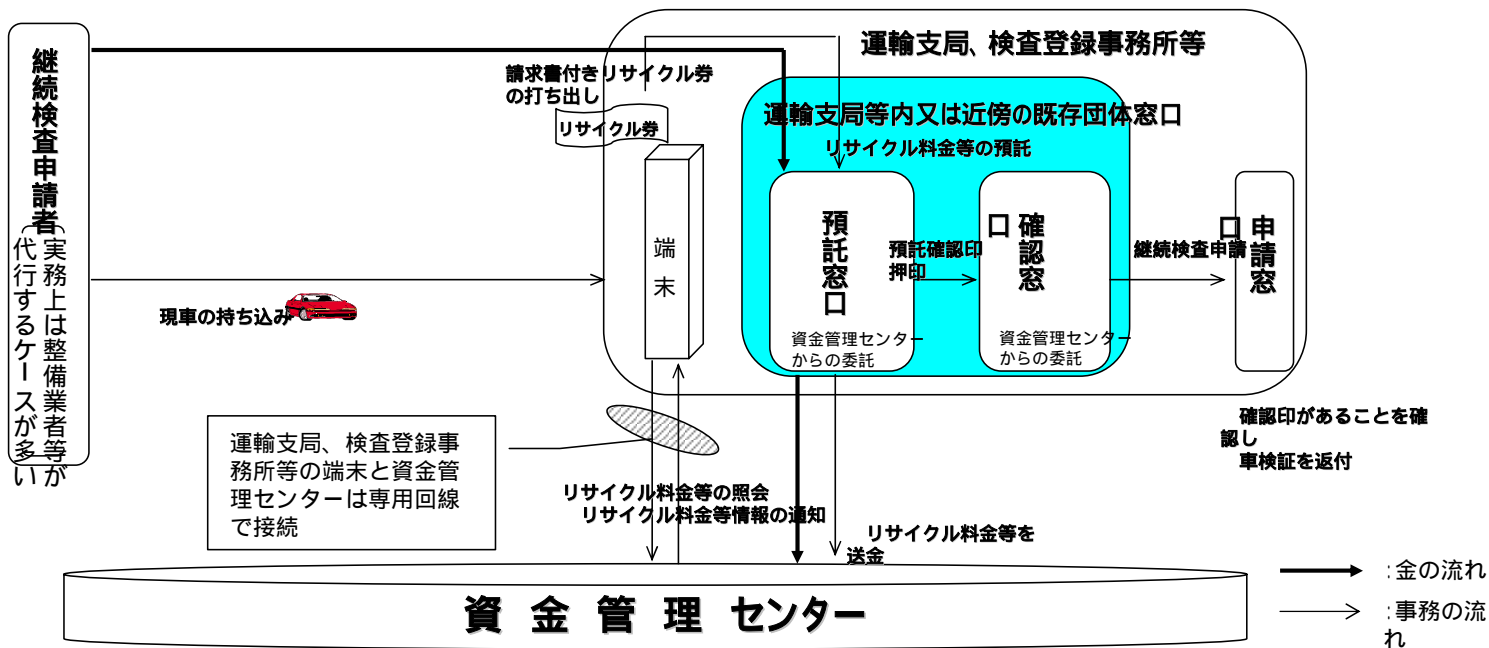 継続検査申請者
（実務上は整備業者等が
代行するケースが多い）
運輸支局、検査登録事務所等
請求書付きリサイクル券
の打ち出し
リサイクル券
運輸支局等内又は近傍の既存団体窓口
リサイクル料金等の預託
端末
預託窓口
資金管理センター
からの委託
預託確認印
押印
確認窓
口
資金管理センター
からの委託
継続検査申請
申請窓
口
現車の持ち込み
確認印があることを確
認し
車検証を返付
運輸支局、検査登録事
務所等の端末と資金管
理センターは専用回線
で接続
リサイクル料金等の照会
リサイクル料金等情報の通知
リサイクル料金等を
送金
資金管理センター
:金の流れ
:事務の流
れ